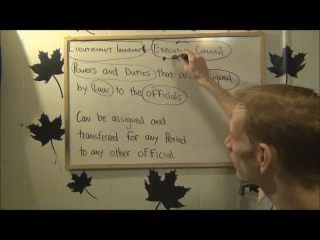 Lieutenant Governor Executive Council
Powers and Duties that are assigned
by Law to the officials
Can be assigned and
transferred for any Period
to any other official